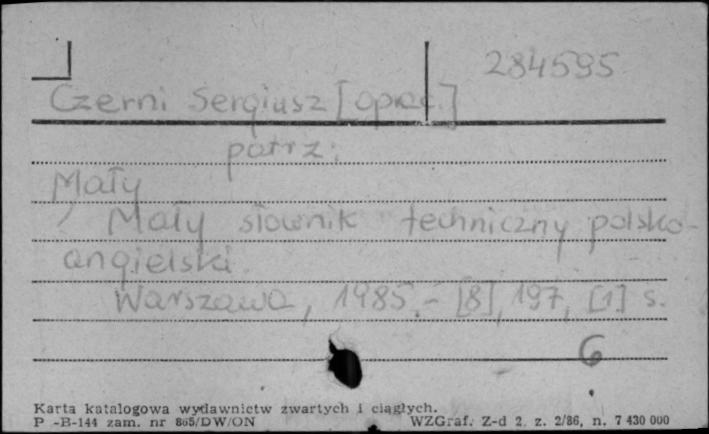 284595
Czerni Sergiusz [oprac.]
patrz:
Mały
Mały słownik techniczny polsko-
angielski.
Warszawa, 1985.- [8], 197, [1] s.
6
Karta katalogowa wydawnictw zwartych i ciągłych.
P -B-144 zam. nr 805/DW/ON WZGraf. Z-d 2. z. 2/86, n. 7 430 000